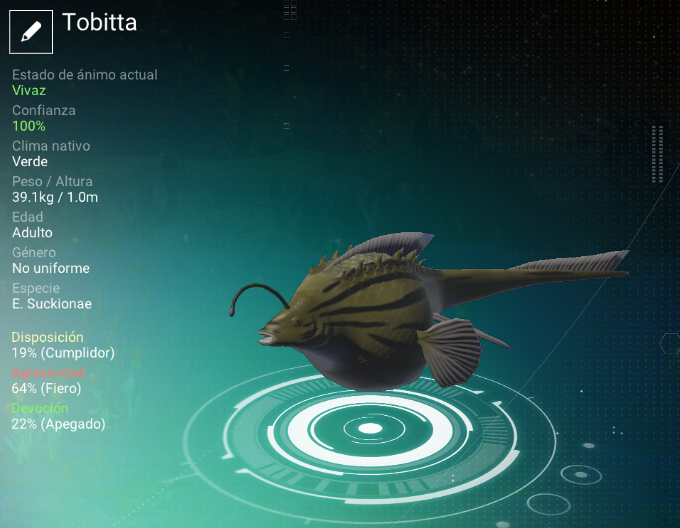 Tobitta
Estado de ánimo actual
Vivaz
Confianza
100%
Clima nativo
Verde
Peso / Altura
39.1kg / 1.0m
Edad
Adulto
Género
No uniforme
Especie
E. Suckionae
Disposición
19% (Cumplidor)
Agresividad
64% (Fiero)
Devoción
22% (Apegado)